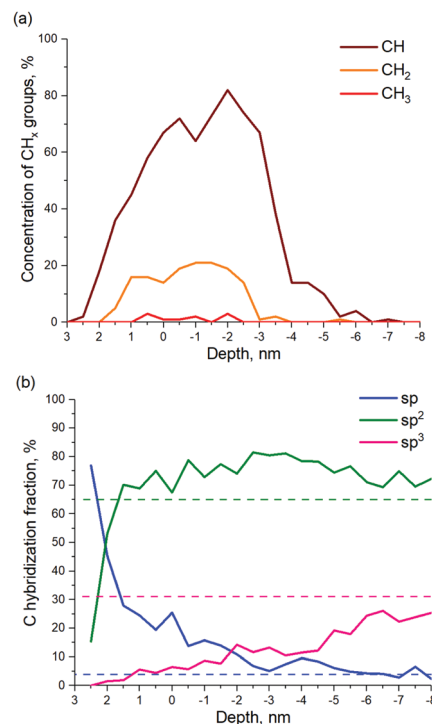 (a)
100
80
60
40
20
0
CH
CH₂
CH₃
Concentration of CHₓ groups, %
3 2 1 0 -1 -2 -3 -4 -5 -6 -7 -8
Depth, nm
(b)
100
90
80
70
60
50
40
30
20
10
0
sp
sp²
sp³
C hybridization fraction, %
3 2 1 0 -1 -2 -3 -4 -5 -6 -7 -8
Depth, nm